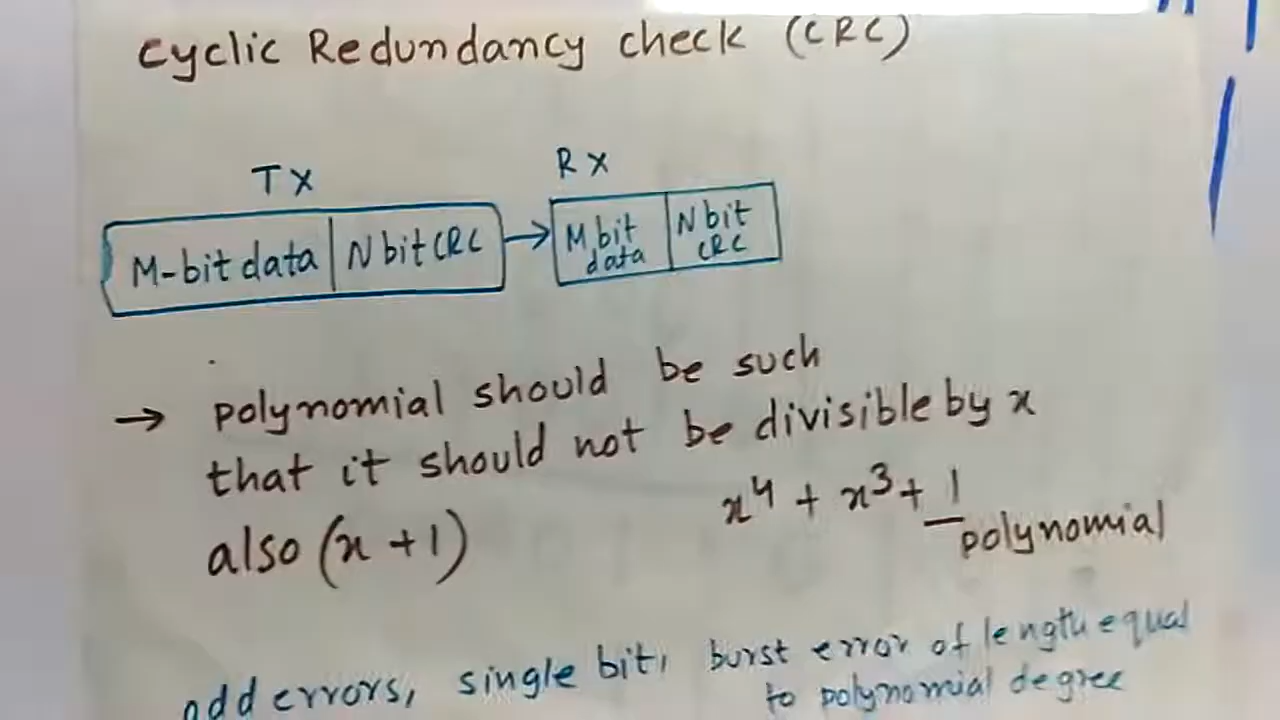 Cyclic Redundancy check (CRC)
TX
RX
M-bit data | N bit CRC
M bit data | N bit CRC
→ polynomial should be such
that it should not be divisible by x
also (x + 1)
x⁴ + x³ + 1
polynomial
odd errors, single bit, burst error of length equal
to polynomial degree